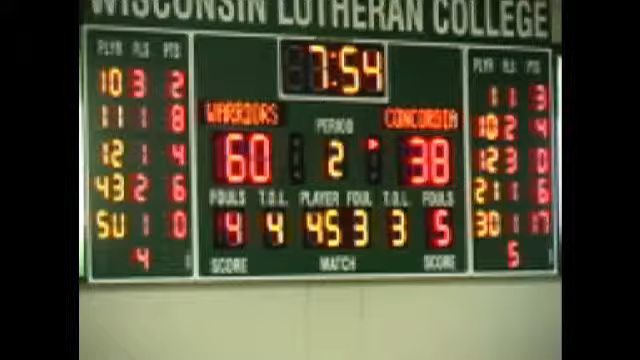 WISCONSIN LUTHERAN COLLEGE
PLYR FLS PTS
10 3 2
11 1 8
12 1 4
43 2 6
SU 1 0
4
7:54
WARRIORS CONCORDIA
PERIOD
60 2 38
FOULS T.O.L. PLAYER FOUL T.O.L. FOULS
4 4 45 3 3 5
SCORE MATCH SCORE
PLYR FLS PTS
1 1 3
10 2 4
12 3 0
21 1 6
30 1 17
5